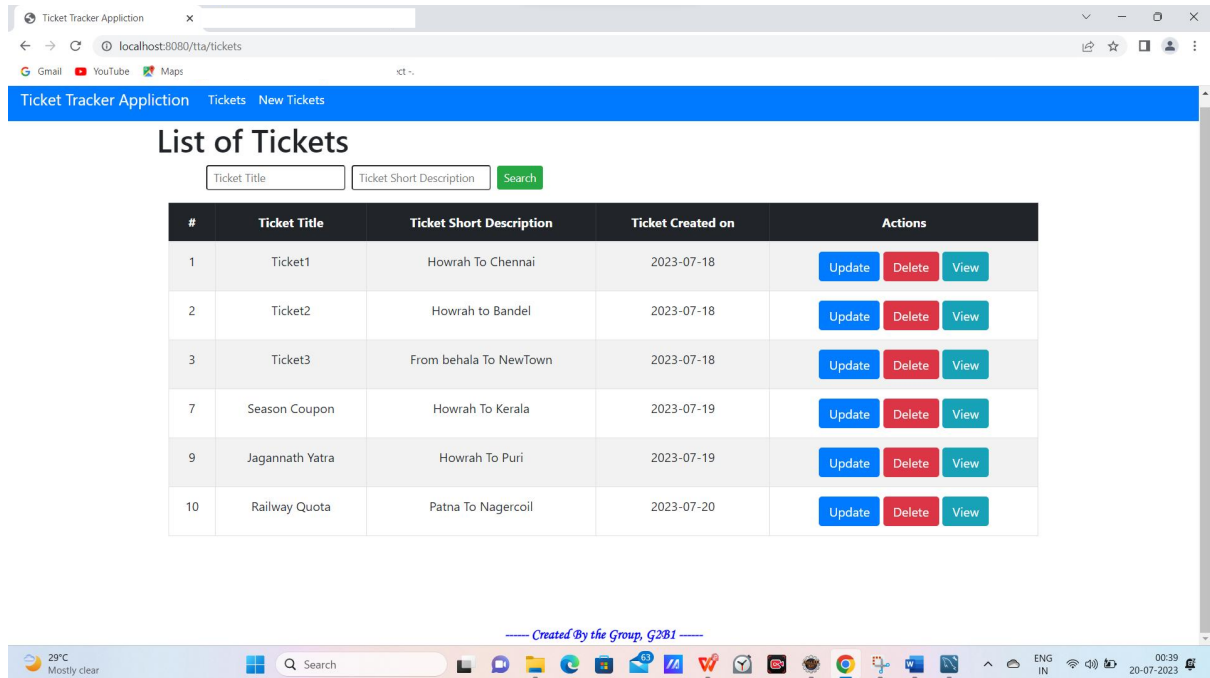 Ticket Tracker Appliction
localhost:8080/tta/tickets
Gmail YouTube Maps
Ticket Tracker Appliction Tickets New Tickets
List of Tickets
Ticket Title Ticket Short Description Search
# Ticket Title Ticket Short Description Ticket Created on Actions
1 Ticket1 Howrah To Chennai 2023-07-18 Update Delete View
2 Ticket2 Howrah to Bandel 2023-07-18 Update Delete View
3 Ticket3 From behala To NewTown 2023-07-18 Update Delete View
7 Season Coupon Howrah To Kerala 2023-07-19 Update Delete View
9 Jagannath Yatra Howrah To Puri 2023-07-19 Update Delete View
10 Railway Quota Patna To Nagercoil 2023-07-20 Update Delete View
------ Created By the Group, G2B1 ------
29°C
Mostly clear
Search
63
ENG
IN
00:39
20-07-2023